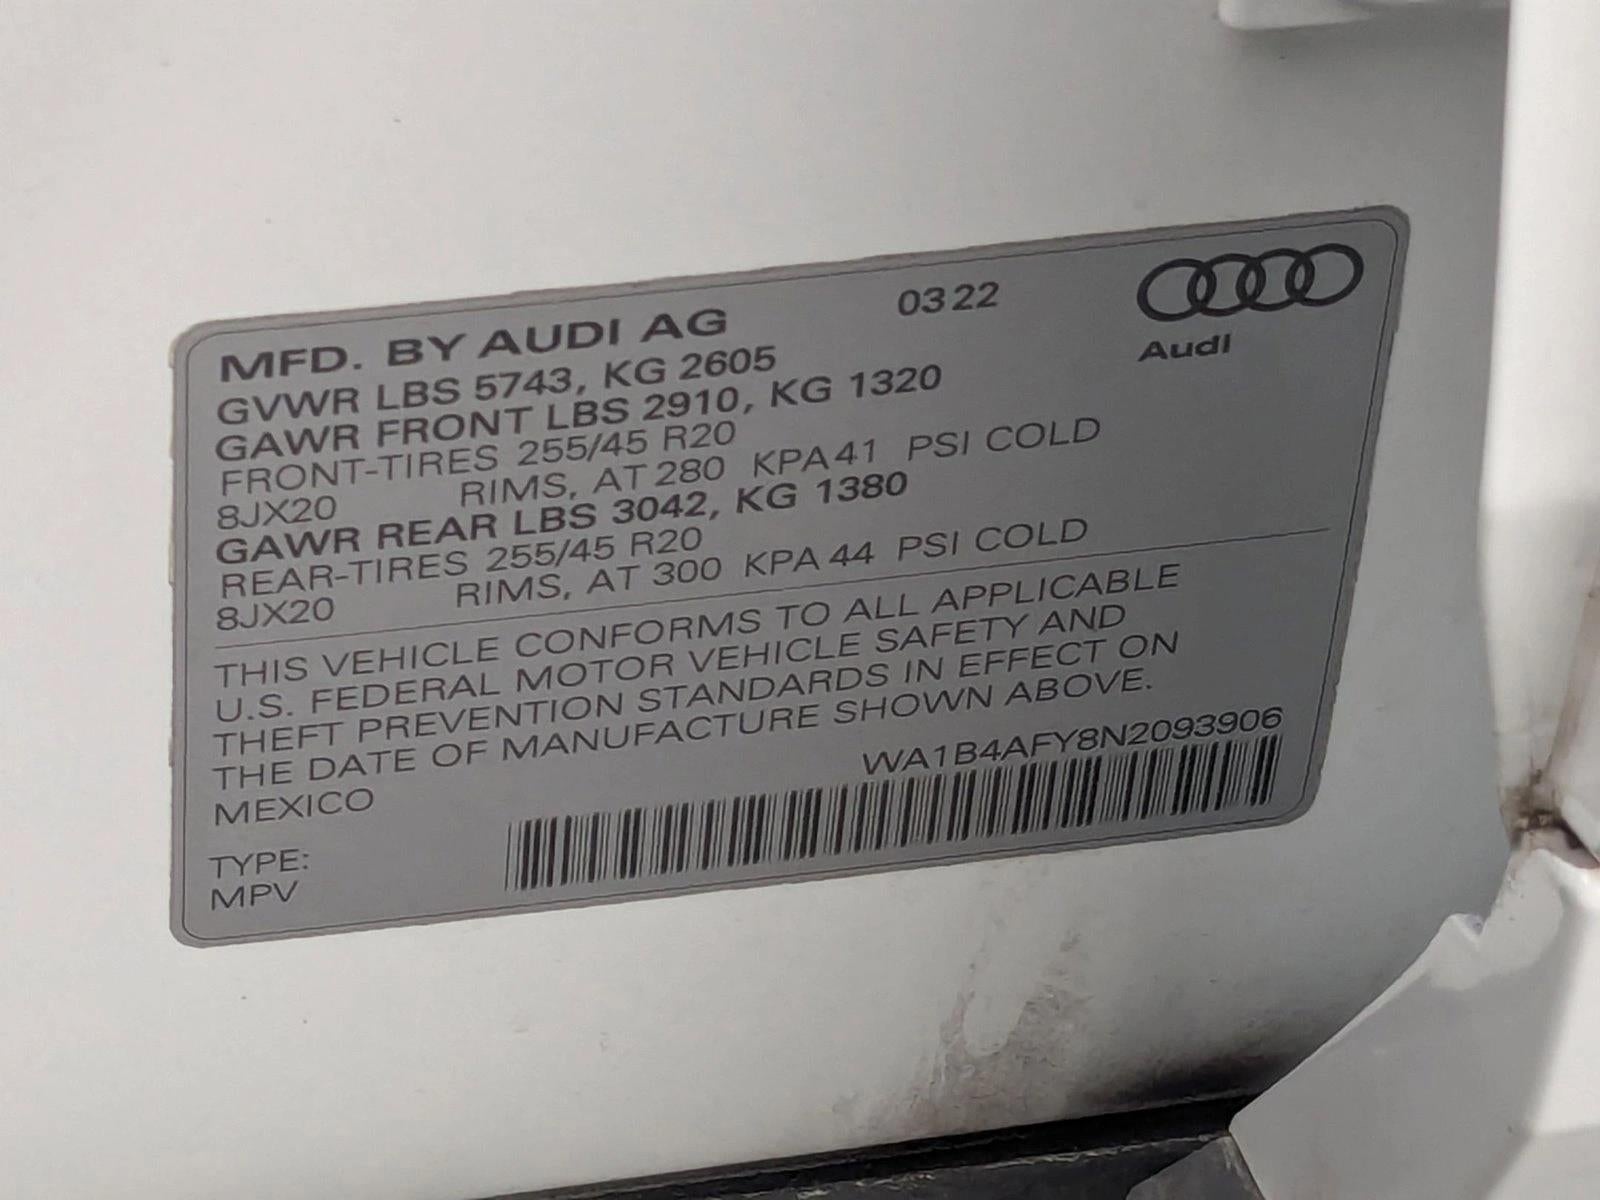 MFD. BY AUDI AG 03 22
Audi
GVWR LBS 5743, KG 2605
GAWR FRONT LBS 2910, KG 1320
FRONT-TIRES 255/45 R20
8JX20 RIMS, AT 280 KPA 41 PSI COLD
GAWR REAR LBS 3042, KG 1380
REAR-TIRES 255/45 R20
8JX20 RIMS, AT 300 KPA 44 PSI COLD
THIS VEHICLE CONFORMS TO ALL APPLICABLE
U.S. FEDERAL MOTOR VEHICLE SAFETY AND
THEFT PREVENTION STANDARDS IN EFFECT ON
THE DATE OF MANUFACTURE SHOWN ABOVE.
MEXICO WA1B4AFY8N2093906
TYPE:
MPV